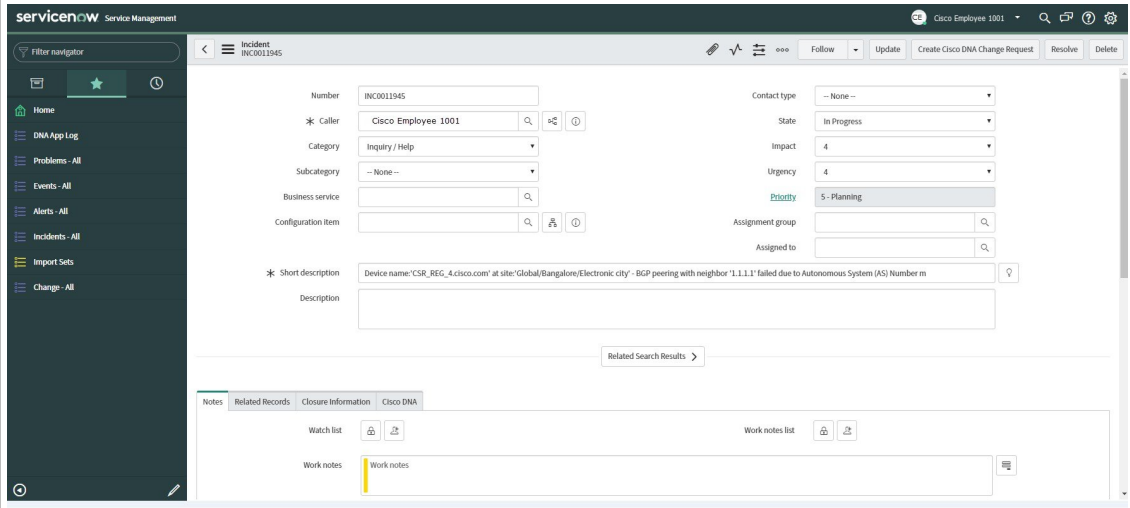 servicenow Service Management
CE Cisco Employee 1001
Filter navigator
Home
DNA App Log
Problems - All
Events - All
Alerts - All
Incidents - All
Import Sets
Change - All
Incident
INC0011945
Follow Update Create Cisco DNA Change Request Resolve Delete
Number INC0011945
Caller Cisco Employee 1001
Category Inquiry / Help
Subcategory -- None --
Business service
Configuration item
Contact type -- None --
State In Progress
Impact 4
Urgency 4
Priority 5 - Planning
Assignment group
Assigned to
Short description Device name:'CSR_REG_4.cisco.com' at site:'Global/Bangalore/Electronic city' - BGP peering with neighbor '1.1.1.1' failed due to Autonomous System (AS) Number m
Description
Related Search Results
Notes Related Records Closure Information Cisco DNA
Watch list
Work notes list
Work notes Work notes